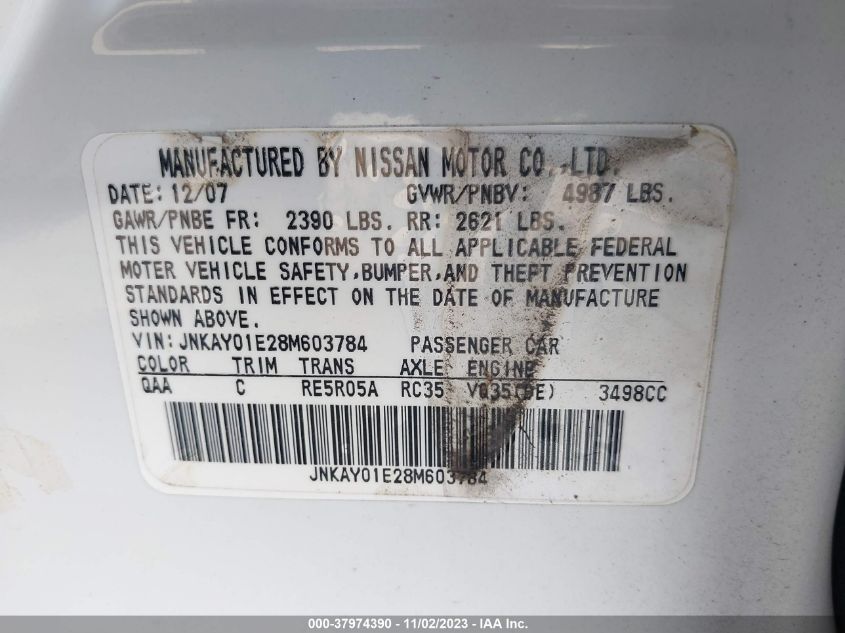 MANUFACTURED BY NISSAN MOTOR CO., LTD.
DATE: 12/07 GVWR/PNBV: 4987 LBS.
GAWR/PNBE FR: 2390 LBS. RR: 2621 LBS.
THIS VEHICLE CONFORMS TO ALL APPLICABLE FEDERAL
MOTER VEHICLE SAFETY,BUMPER,AND THEFT PREVENTION
STANDARDS IN EFFECT ON THE DATE OF MANUFACTURE
SHOWN ABOVE.
VIN: JNKAY01E28M603784 PASSENGER CAR
COLOR TRIM TRANS AXLE ENGINE
QAA C RE5R05A RC35 VQ35(DE) 3498CC
JNKAY01E28M603784
000-37974390 - 11/02/2023 - IAA Inc.